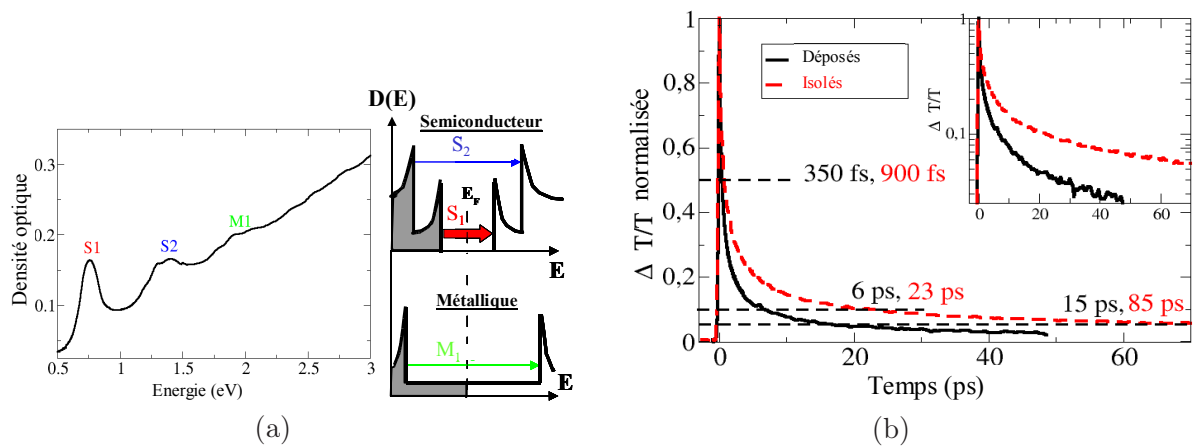 (a)
Densité optique
0.3
0.2
0.1
S1
S2
M1
0.5 1 1.5 2 2.5 3
Energie (eV)
D(E)
Semiconducteur
S2
EF
S1
E
Métallique
M1
E
(b)
Δ T/T normalisée
1
0,8
0,6
0,4
0,2
0
Déposés
Isolés
350 fs, 900 fs
6 ps, 23 ps
15 ps, 85 ps
0 20 40 60
Temps (ps)
Δ T/T
1
0.1
0 20 40 60